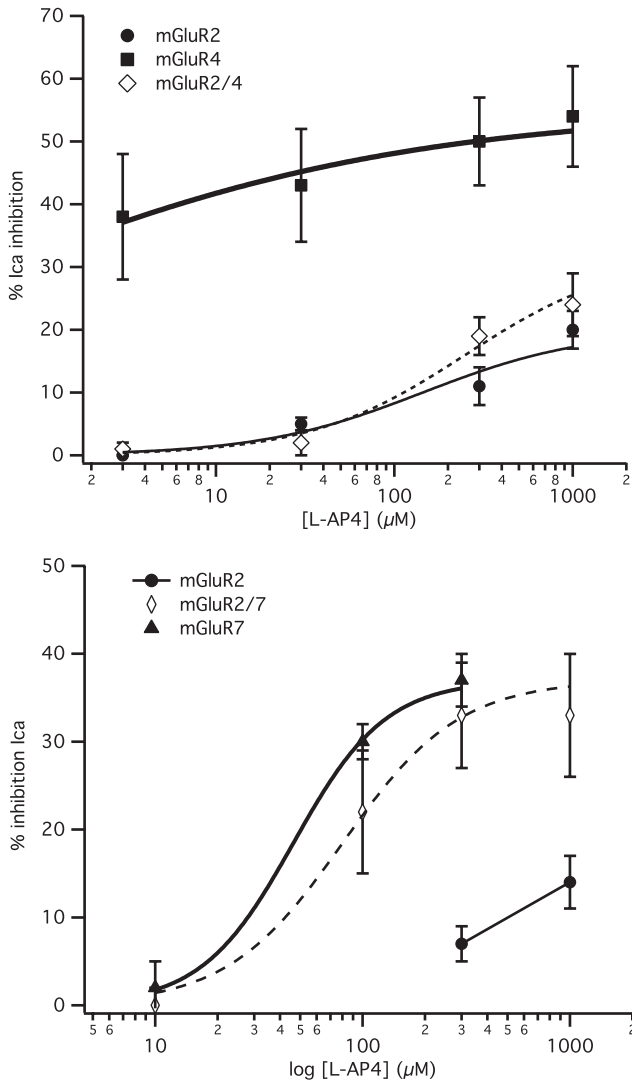 70
mGluR2
mGluR4
60
mGluR2/4
50
40
30
20
10
0
% Ica inhibition
2 4 6 8 2 4 6 8 2 4 6 8 2
10 100 1000
[L-AP4] (µM)
50
mGluR2
mGluR2/7
mGluR7
40
30
20
10
0
% inhibition Ica
5 6 2 3 4 5 6 2 3 4 5 6 2
10 100 1000
log [L-AP4] (µM)